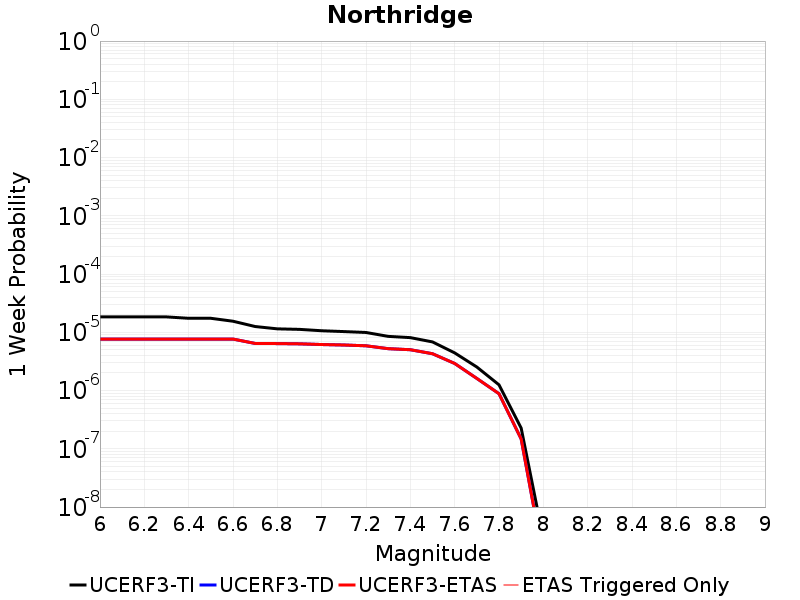 Northridge
1 Week Probability
10^0
10^-1
10^-2
10^-3
10^-4
10^-5
10^-6
10^-7
10^-8
6 6.2 6.4 6.6 6.8 7 7.2 7.4 7.6 7.8 8 8.2 8.4 8.6 8.8 9
Magnitude
UCERF3-TI UCERF3-TD UCERF3-ETAS ETAS Triggered Only